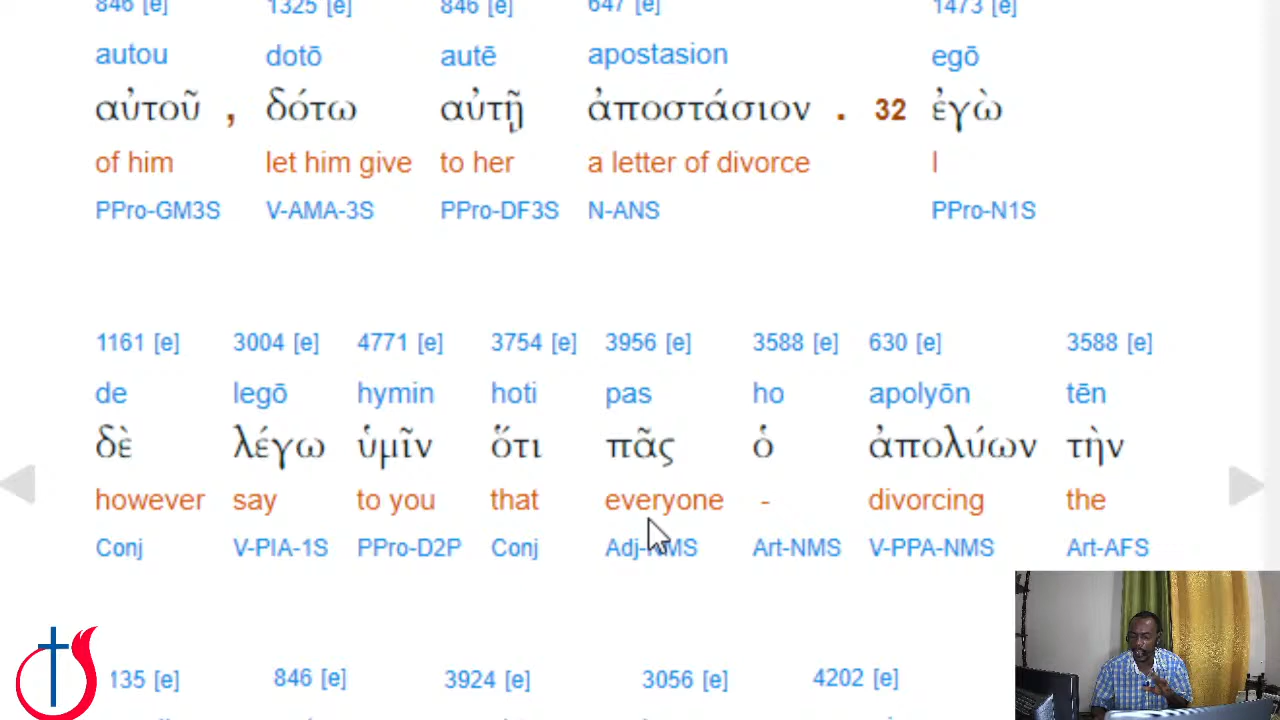 846 [e] 1325 [e] 846 [e] 647 [e] 1473 [e]
autou dotō autē apostasion egō
αὐτοῦ , δότω αὐτῇ ἀποστάσιον . 32 ἐγὼ
of him let him give to her a letter of divorce I
PPro-GM3S V-AMA-3S PPro-DF3S N-ANS PPro-N1S
1161 [e] 3004 [e] 4771 [e] 3754 [e] 3956 [e] 3588 [e] 630 [e] 3588 [e]
de legō hymin hoti pas ho apolyōn tēn
δὲ λέγω ὑμῖν ὅτι πᾶς ὁ ἀπολύων τὴν
however say to you that everyone - divorcing the
Conj V-PIA-1S PPro-D2P Conj Adj-NMS Art-NMS V-PPA-NMS Art-AFS
135 [e] 846 [e] 3924 [e] 3056 [e] 4202 [e]